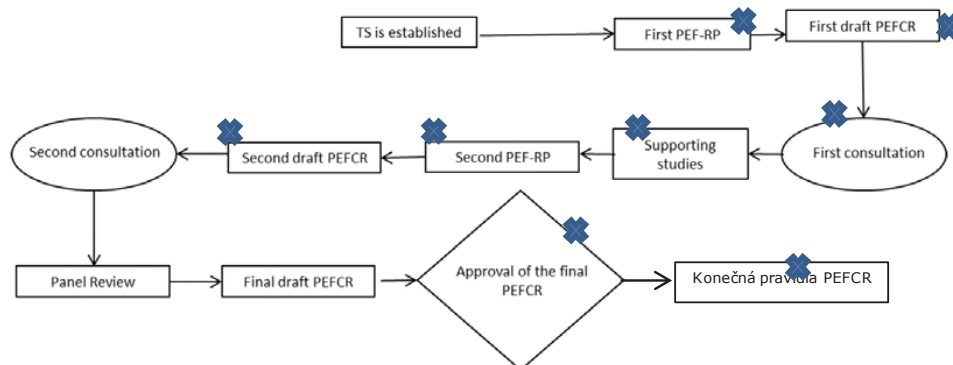 TS is established
First PEF-RP
First draft PEFCR
First consultation
Supporting
studies
Second PEF-RP
Second draft PEFCR
Second consultation
Panel Review
Final draft PEFCR
Approval of the final
PEFCR
Konečná pravidla PEFCR